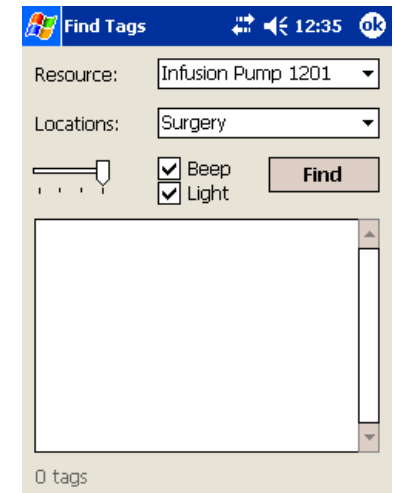 Find Tags 12:35 ok
Resource: Infusion Pump 1201
Locations: Surgery
Beep
Light
Find
0 tags